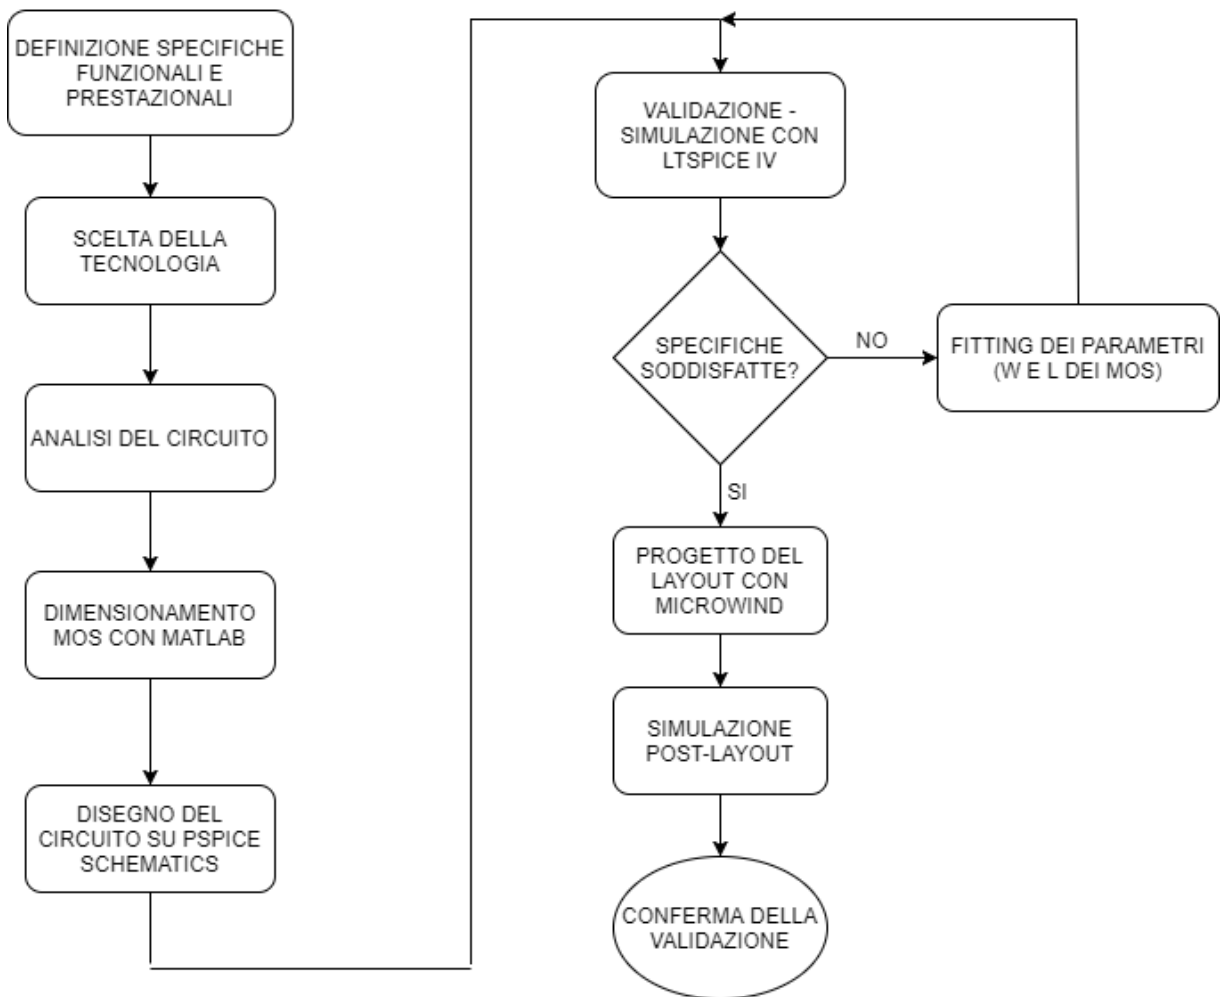 DEFINIZIONE SPECIFICHE
FUNZIONALI E
PRESTAZIONALI
SCELTA DELLA
TECNOLOGIA
ANALISI DEL CIRCUITO
DIMENSIONAMENTO
MOS CON MATLAB
DISEGNO DEL
CIRCUITO SU PSPICE
SCHEMATICS
VALIDAZIONE -
SIMULAZIONE CON
LTSPICE IV
SPECIFICHE
SODDISFATTE?
NO
FITTING DEI PARAMETRI
(W E L DEI MOS)
SI
PROGETTO DEL
LAYOUT CON
MICROWIND
SIMULAZIONE
POST-LAYOUT
CONFERMA DELLA
VALIDAZIONE